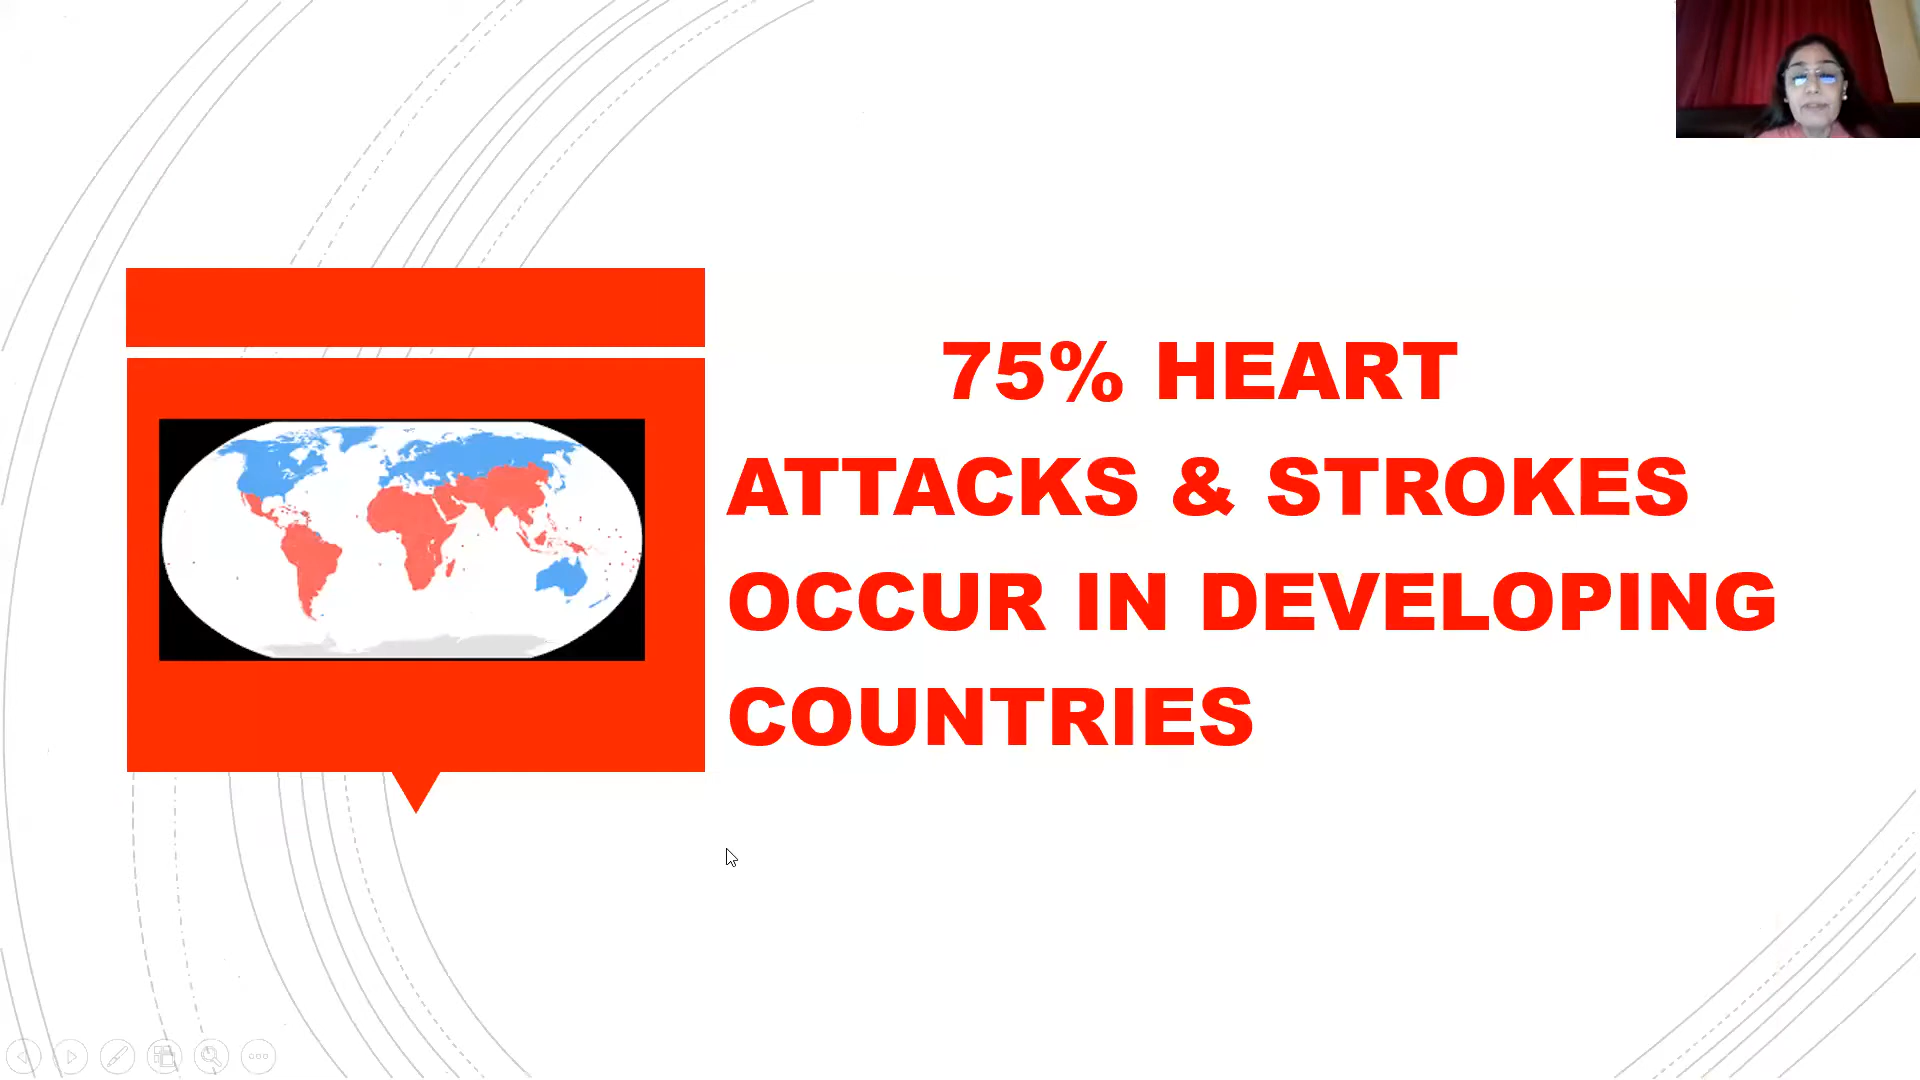 75% HEART
ATTACKS & STROKES
OCCUR IN DEVELOPING
COUNTRIES